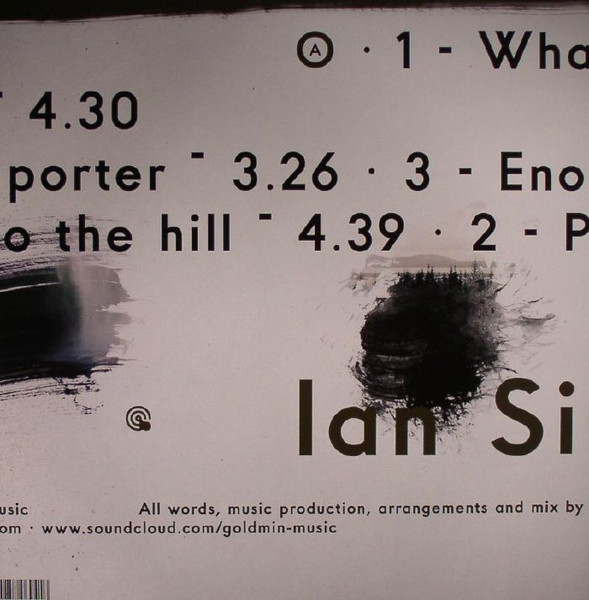 Ⓐ · 1 - Wha
¯ 4.30
porter ¯ 3.26 · 3 - Eno
o the hill ¯ 4.39 · 2 - P
Ian Si
usic All words, music production, arrangements and mix by
om · www.soundcloud.com/goldmin-music